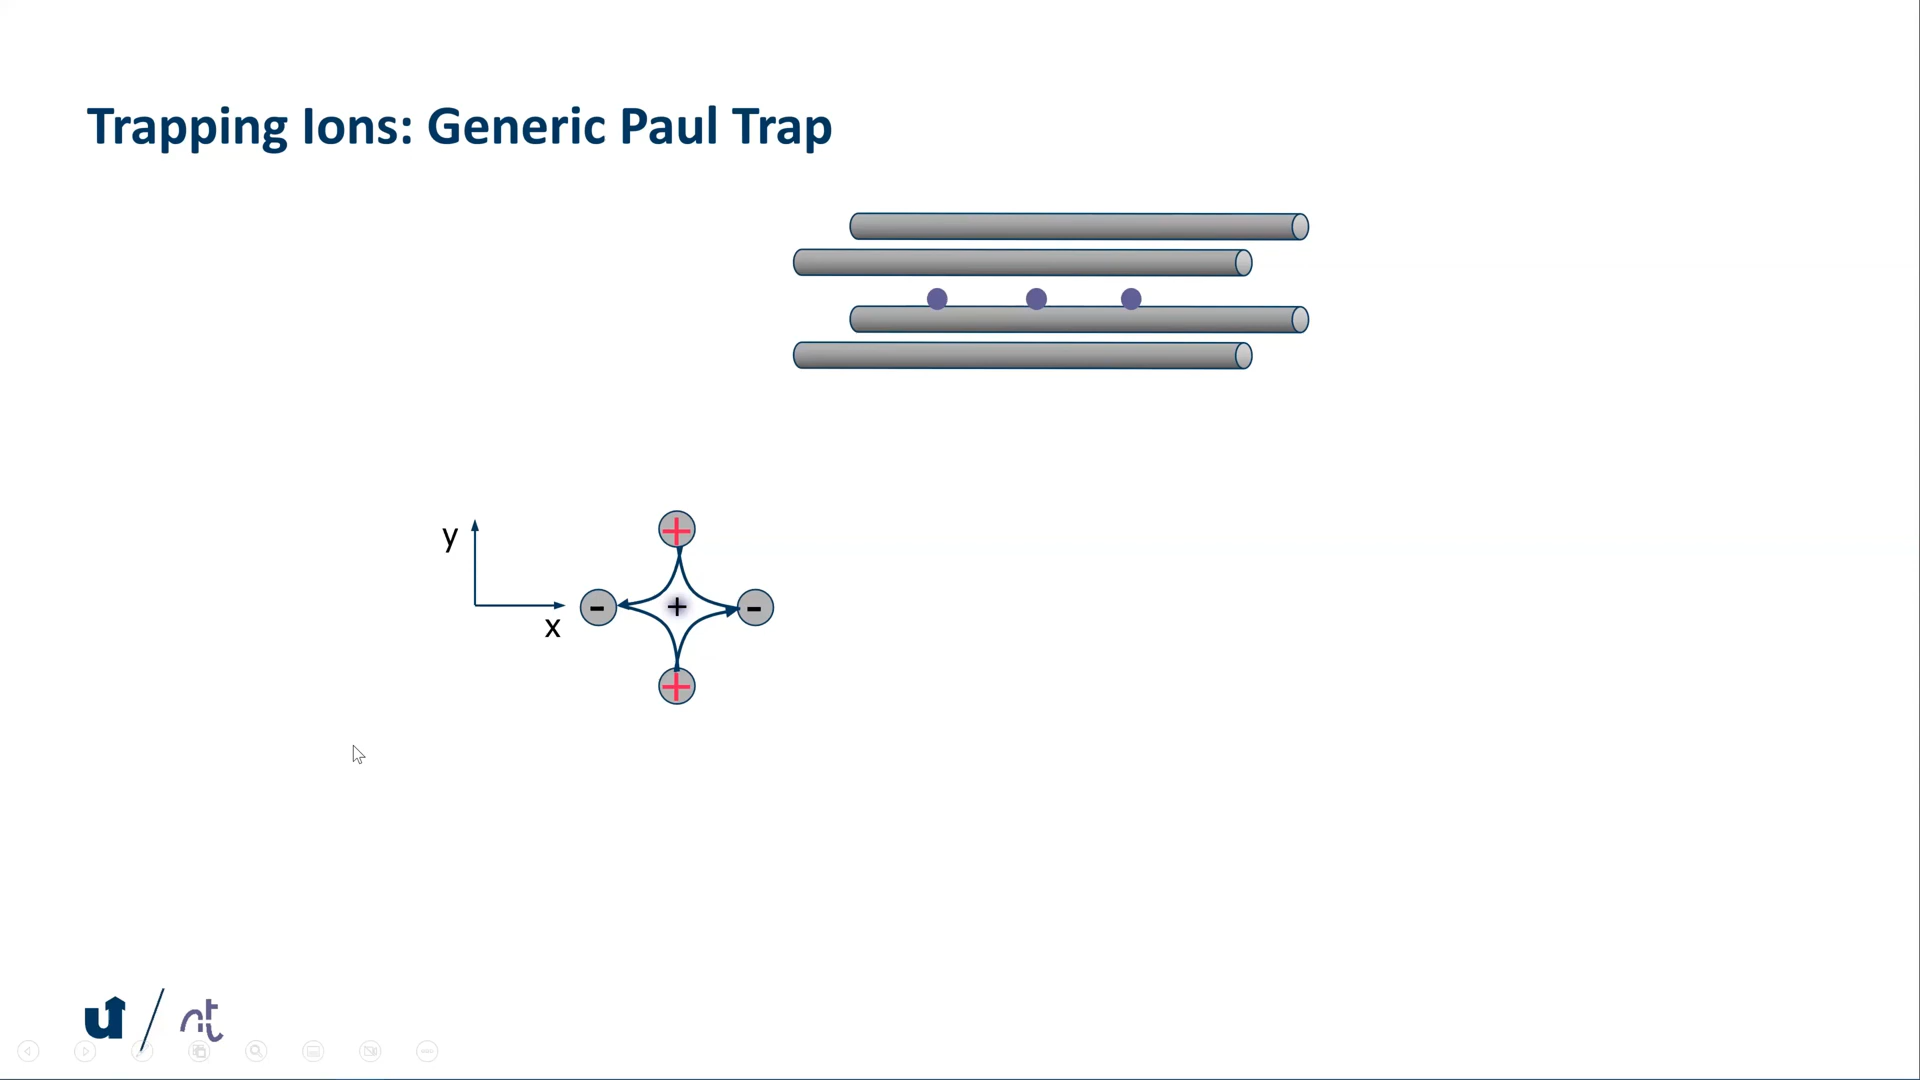 Trapping Ions: Generic Paul Trap
y
+
- + -
x
+